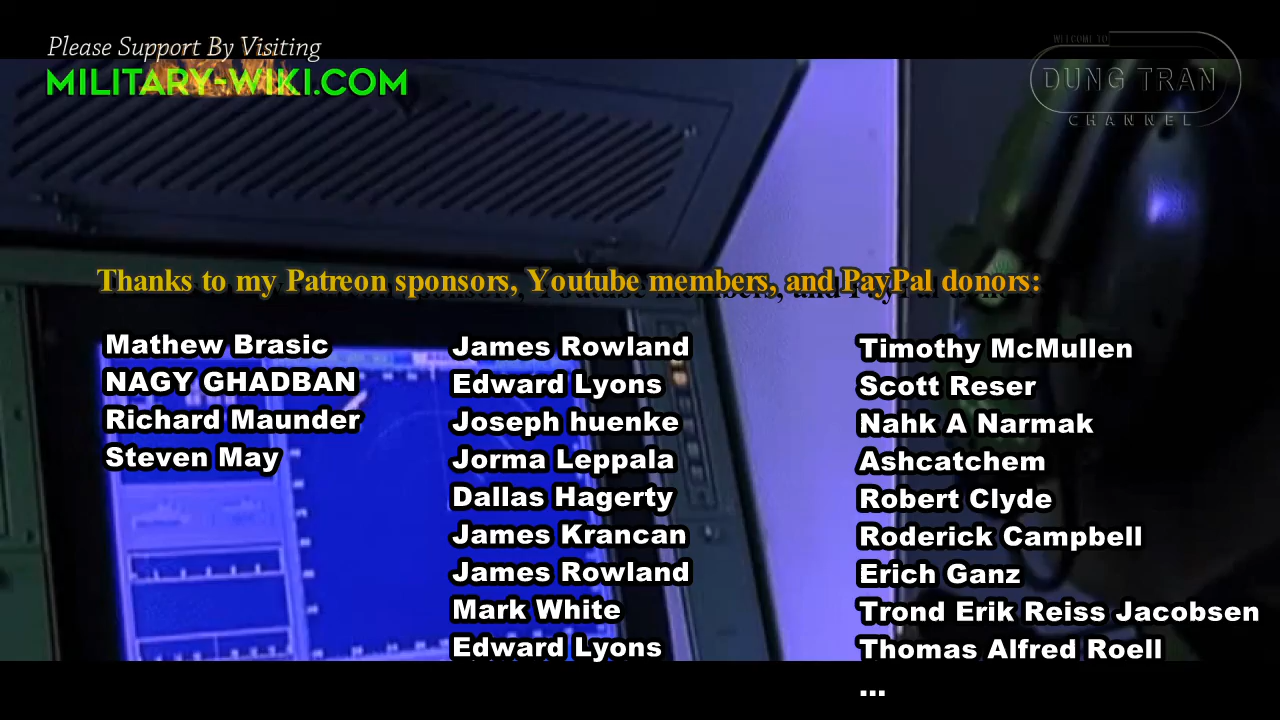 Please Support By Visiting
MILITARY-WIKI.COM
WELCOME TO
DUNG TRAN
CHANNEL
Thanks to my Patreon sponsors, Youtube members, and PayPal donors:
Mathew Brasic
NAGY GHADBAN
Richard Maunder
Steven May
James Rowland
Edward Lyons
Joseph huenke
Jorma Leppala
Dallas Hagerty
James Krancan
James Rowland
Mark White
Edward Lyons
Timothy McMullen
Scott Reser
Nahk A Narmak
Ashcatchem
Robert Clyde
Roderick Campbell
Erich Ganz
Trond Erik Reiss Jacobsen
Thomas Alfred Roell
...